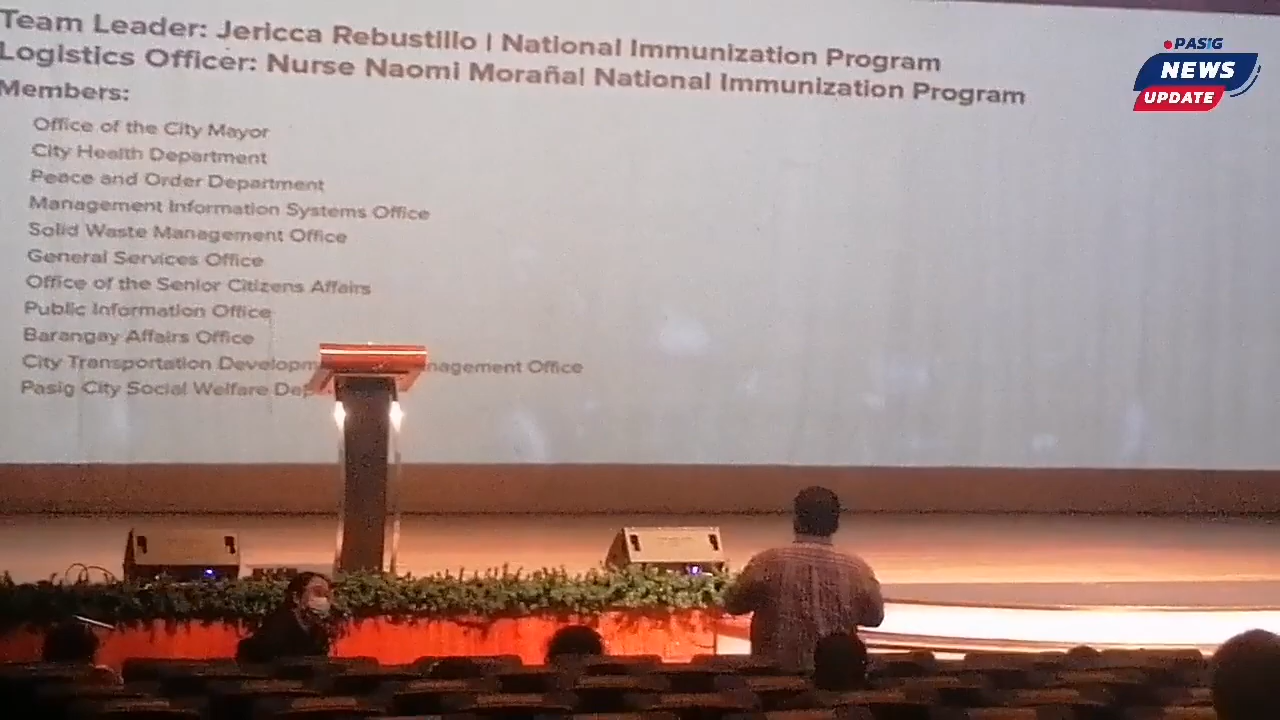 Team Leader: Jericca Rebustillo | National Immunization Program
Logistics Officer: Nurse Naomi Moraña| National Immunization Program
Members:
Office of the City Mayor
City Health Department
Peace and Order Department
Management Information Systems Office
Solid Waste Management Office
General Services Office
Office of the Senior Citizens Affairs
Public Information Office
Barangay Affairs Office
City Transportation Developm nagement Office
Pasig City Social Welfare Dep
PASIG
NEWS
UPDATE